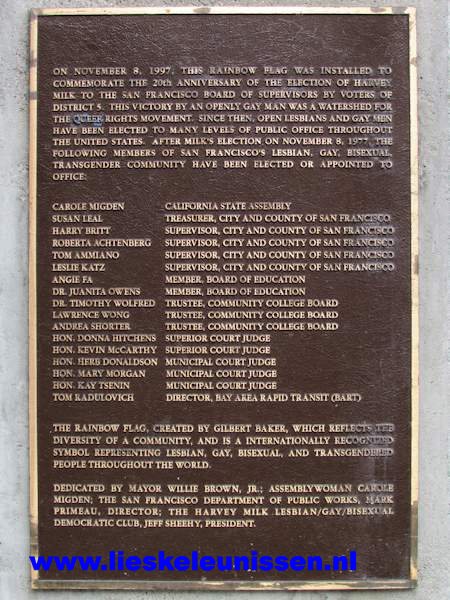 ON NOVEMBER 8, 1997, THIS RAINBOW FLAG WAS INSTALLED TO
COMMEMORATE THE 20th ANNIVERSARY OF THE ELECTION OF HARVEY
MILK TO THE SAN FRANCISCO BOARD OF SUPERVISORS BY VOTERS OF
DISTRICT 5. THIS VICTORY BY AN OPENLY GAY MAN WAS A WATERSHED FOR
THE QUEER RIGHTS MOVEMENT. SINCE THEN, OPEN LESBIANS AND GAY MEN
HAVE BEEN ELECTED TO MANY LEVELS OF PUBLIC OFFICE THROUGHOUT
THE UNITED STATES. AFTER MILK'S ELECTION ON NOVEMBER 8, 1977, THE
FOLLOWING MEMBERS OF SAN FRANCISCO'S LESBIAN, GAY, BISEXUAL,
TRANSGENDER COMMUNITY HAVE BEEN ELECTED OR APPOINTED TO
OFFICE:
CAROLE MIGDEN CALIFORNIA STATE ASSEMBLY
SUSAN LEAL TREASURER, CITY AND COUNTY OF SAN FRANCISCO
HARRY BRITT SUPERVISOR, CITY AND COUNTY OF SAN FRANCISCO
ROBERTA ACHTENBERG SUPERVISOR, CITY AND COUNTY OF SAN FRANCISCO
TOM AMMIANO SUPERVISOR, CITY AND COUNTY OF SAN FRANCISCO
LESLIE KATZ SUPERVISOR, CITY AND COUNTY OF SAN FRANCISCO
ANGIE FA MEMBER, BOARD OF EDUCATION
DR. JUANITA OWENS MEMBER, BOARD OF EDUCATION
DR. TIMOTHY WOLFRED TRUSTEE, COMMUNITY COLLEGE BOARD
LAWRENCE WONG TRUSTEE, COMMUNITY COLLEGE BOARD
ANDREA SHORTER TRUSTEE, COMMUNITY COLLEGE BOARD
HON. DONNA HITCHENS SUPERIOR COURT JUDGE
HON. KEVIN McCARTHY SUPERIOR COURT JUDGE
HON. HERB DONALDSON MUNICIPAL COURT JUDGE
HON. MARY MORGAN MUNICIPAL COURT JUDGE
HON. KAY TSENIN MUNICIPAL COURT JUDGE
TOM RADULOVICH DIRECTOR, BAY AREA RAPID TRANSIT (BART)
THE RAINBOW FLAG, CREATED BY GILBERT BAKER, WHICH REFLECTS THE
DIVERSITY OF A COMMUNITY, AND IS A INTERNATIONALLY RECOGNIZED
SYMBOL REPRESENTING LESBIAN, GAY, BISEXUAL, AND TRANSGENDERED
PEOPLE THROUGHOUT THE WORLD.
DEDICATED BY MAYOR WILLIE BROWN, JR.; ASSEMBLYWOMAN CAROLE
MIGDEN; THE SAN FRANCISCO DEPARTMENT OF PUBLIC WORKS, MARK
PRIMEAU, DIRECTOR; THE HARVEY MILK LESBIAN/GAY/BISEXUAL
DEMOCRATIC CLUB, JEFF SHEEHY, PRESIDENT.
www.lieskeleunissen.nl